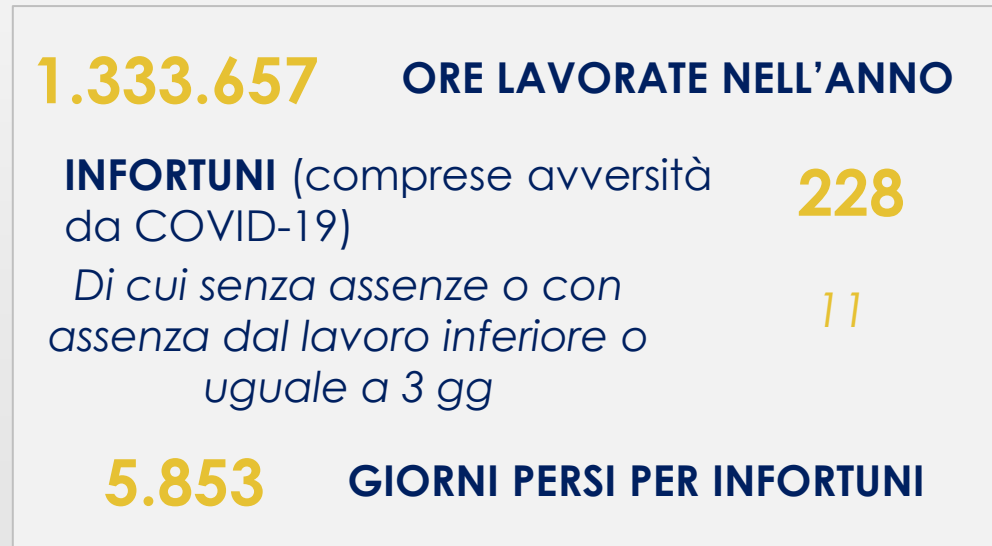 1.333.657 ORE LAVORATE NELL’ANNO
INFORTUNI (comprese avversità
da COVID-19)
228
Di cui senza assenze o con
assenza dal lavoro inferiore o
uguale a 3 gg
11
5.853 GIORNI PERSI PER INFORTUNI